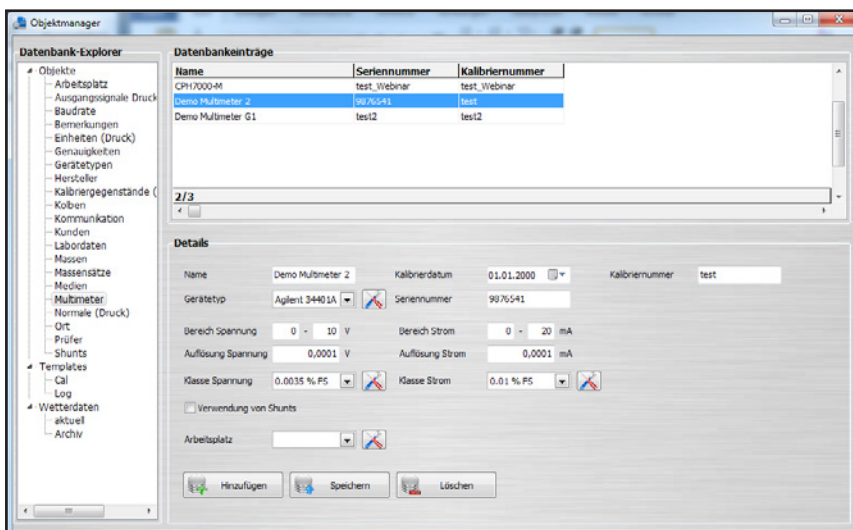 Objektmanager
Datenbank-Explorer
Objekte
Arbeitsplatz
Ausgangssignale Druck
Baudrate
Bemerkungen
Einheiten (Druck)
Genauigkeiten
Gerätetypen
Hersteller
Kalibriergegenstände (
Kolben
Kommunikation
Kunden
Labordaten
Massen
Massensätze
Medien
Multimeter
Normale (Druck)
Ort
Prüfer
Shunts
Templates
Cal
Log
Wetterdaten
aktuell
Archiv
Datenbankeinträge
Name Seriennummer Kalibriernummer
CPH7000-M test_Webinar test_Webinar
Demo Multimeter 2 9876541 test
Demo Multimeter G1 test2 test2
2/3
Details
Name Demo Multimeter 2 Kalibrierdatum 01.01.2000 Kalibriernummer test
Gerätetyp Agilent 34401A Seriennummer 9876541
Bereich Spannung 0 - 10 V Bereich Strom 0 - 20 mA
Auflösung Spannung 0,0001 V Auflösung Strom 0,0001 mA
Klasse Spannung 0.0035 % FS Klasse Strom 0.01 % FS
Verwendung von Shunts
Arbeitsplatz
Hinzufügen Speichern Löschen